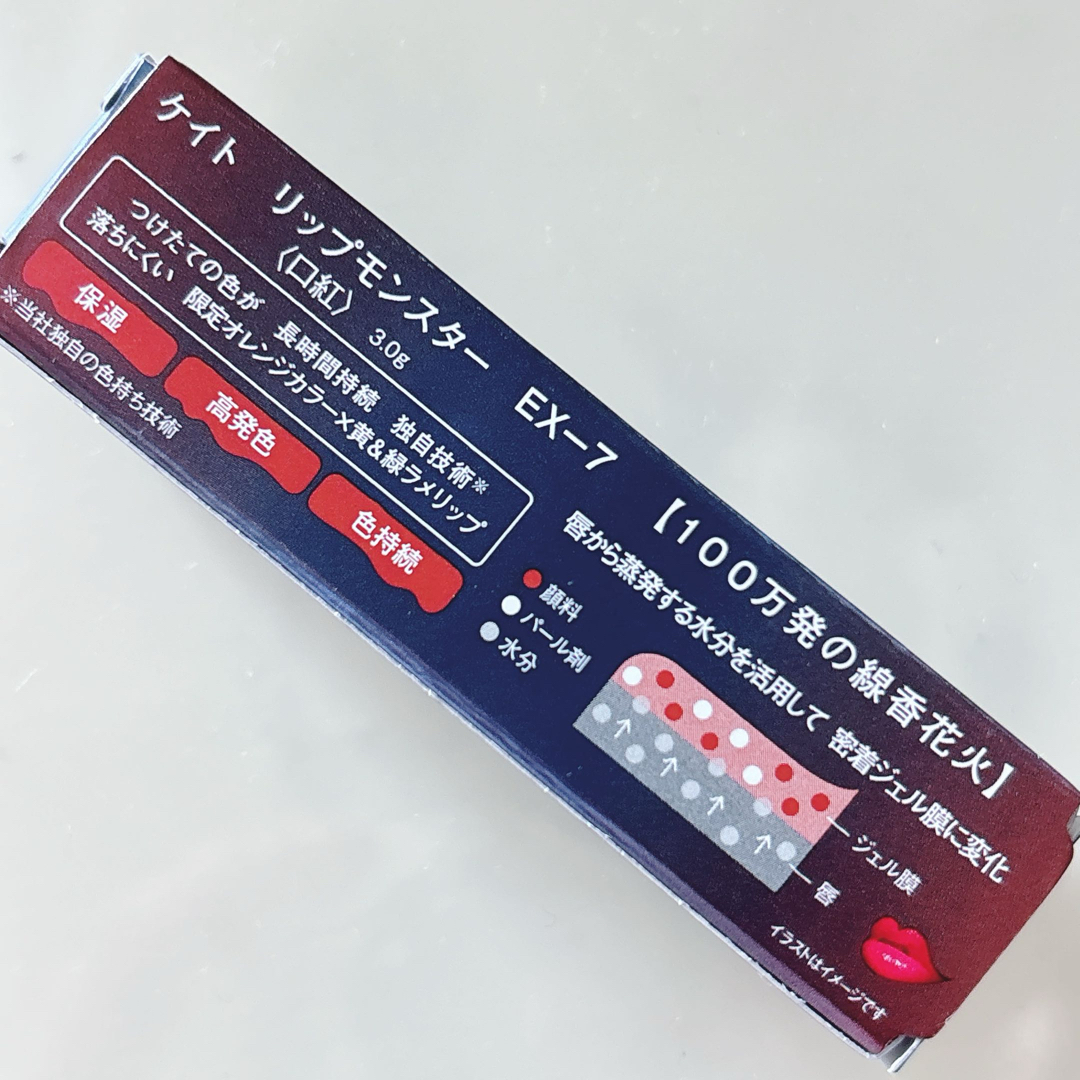 ケイト リップモンスター EX−7 【100万発の線香花火】
〈口紅〉 3.0g
つけたての色が 長時間持続 独自技術※
落ちにくい 限定オレンジカラー×黄&緑ラメリップ
保湿
高発色
色持続
※当社独自の色持ち技術
唇から蒸発する水分を活用して 密着ジェル膜に変化
顔料
パール剤
水分
ジェル膜
唇
イラストはイメージです